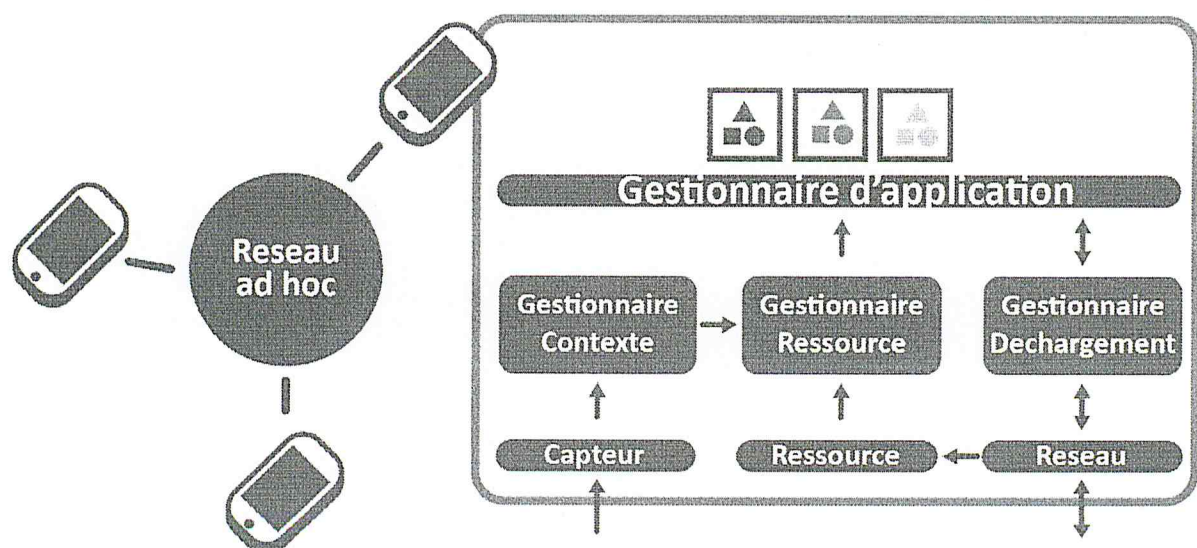 Gestionnaire d'application
Reseau
ad hoc
Gestionnaire
Contexte
Gestionnaire
Ressource
Gestionnaire
Dechargement
Capteur
Ressource
Reseau